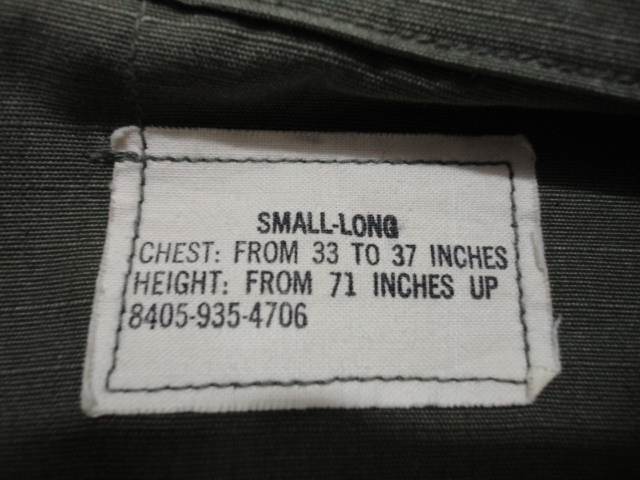 SMALL-LONG
CHEST: FROM 33 TO 37 INCHES
HEIGHT: FROM 71 INCHES UP
8405-935-4706